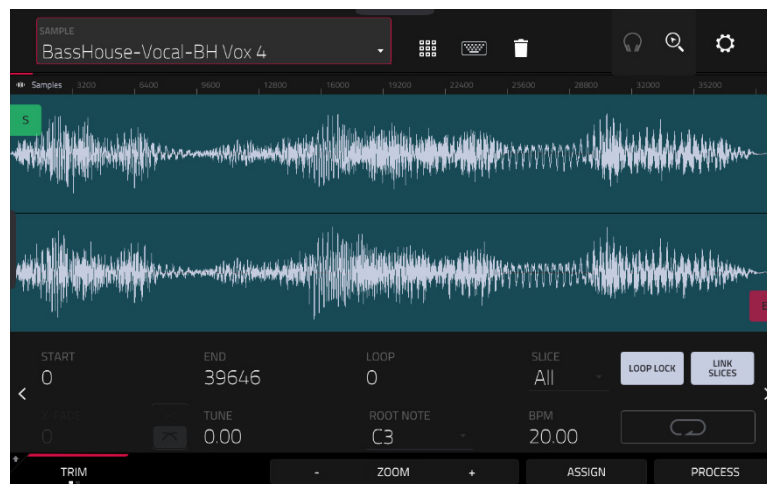 SAMPLE
BassHouse-Vocal-BH Vox 4
Samples 3200 6400 9600 12800 16000 19200 22400 25600 28800 32000 35200
S
E
START END LOOP SLICE
0 39646 0 All
LOOP LOCK LINK SLICES
X-FADE TUNE ROOT NOTE BPM
0 0.00 C3 20.00
TRIM - ZOOM + ASSIGN PROCESS